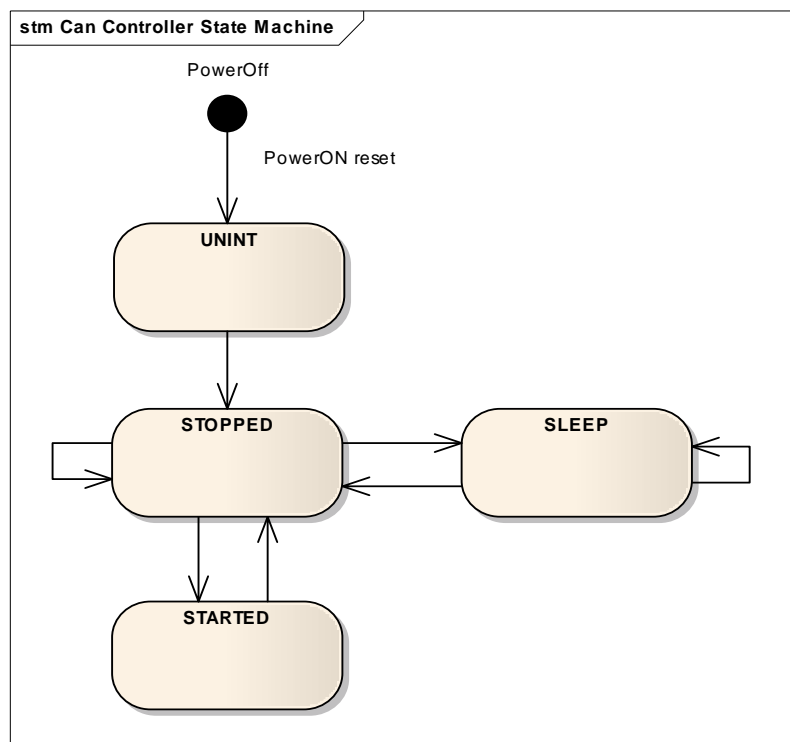 stm Can Controller State Machine
PowerOff
PowerON reset
UNINT
STOPPED
SLEEP
STARTED